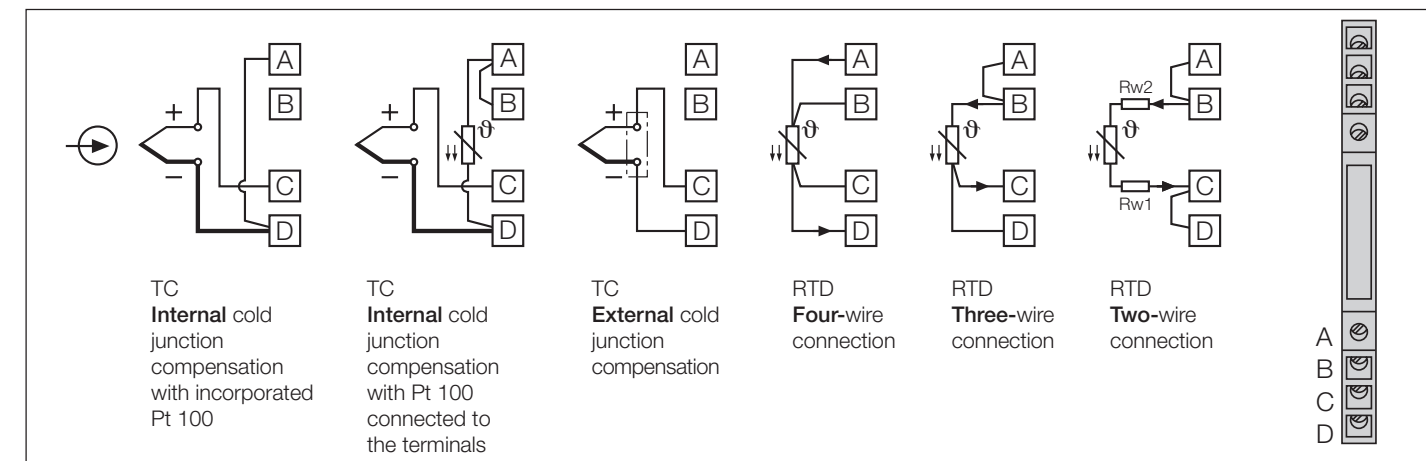 A
B
+
−
C
D
TC
Internal cold
junction
compensation
with incorporated
Pt 100
A
B
+
−
ϑ
C
D
TC
Internal cold
junction
compensation
with Pt 100
connected to
the terminals
A
B
+
−
C
D
TC
External cold
junction
compensation
A
B
ϑ
C
D
RTD
Four-wire
connection
A
B
ϑ
C
D
RTD
Three-wire
connection
A
Rw2
B
ϑ
C
Rw1
D
RTD
Two-wire
connection
A
B
C
D